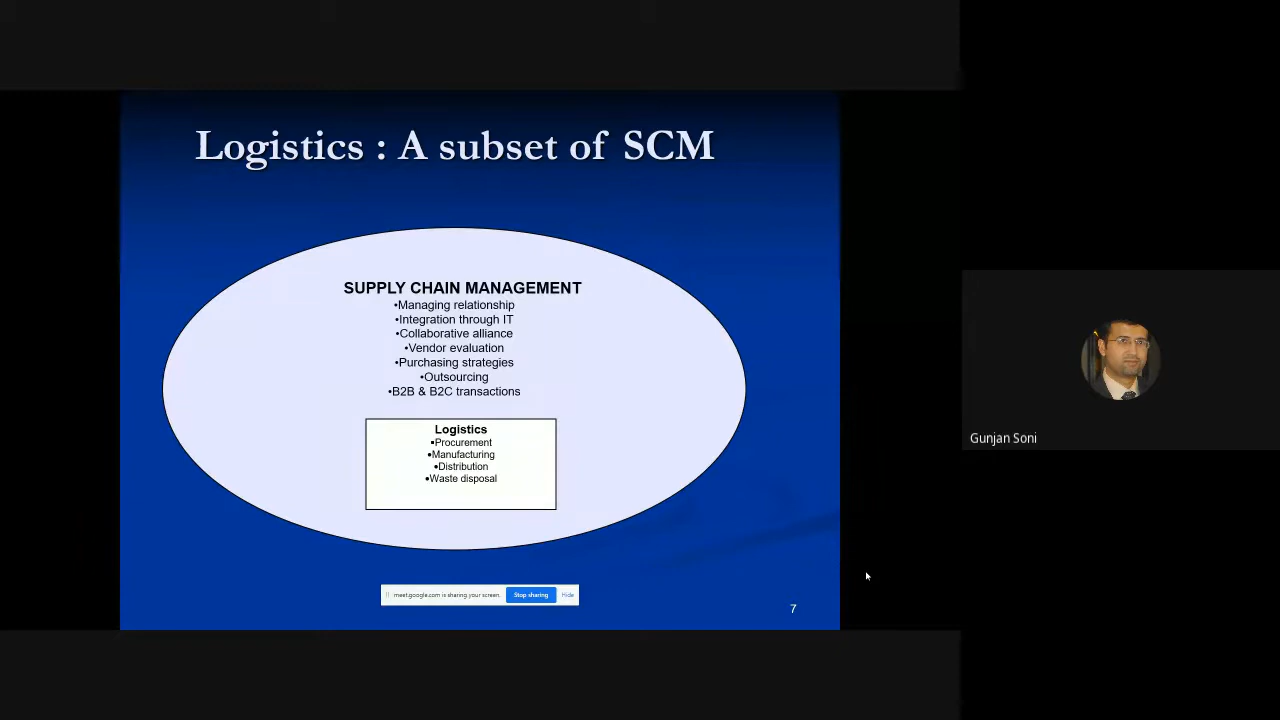 Logistics : A subset of SCM
SUPPLY CHAIN MANAGEMENT
•Managing relationship
•Integration through IT
•Collaborative alliance
•Vendor evaluation
•Purchasing strategies
•Outsourcing
•B2B & B2C transactions
Logistics
▪Procurement
•Manufacturing
•Distribution
•Waste disposal
meet.google.com is sharing your screen. Stop sharing Hide
7
Gunjan Soni